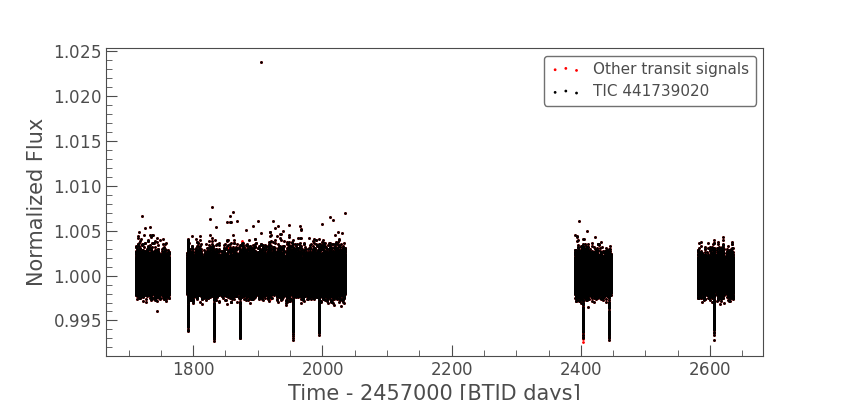 1.025
1.020
1.015
1.010
1.005
1.000
0.995
Normalized Flux
Other transit signals
TIC 441739020
1800 2000 2200 2400 2600
Time - 2457000 [BTJD days]